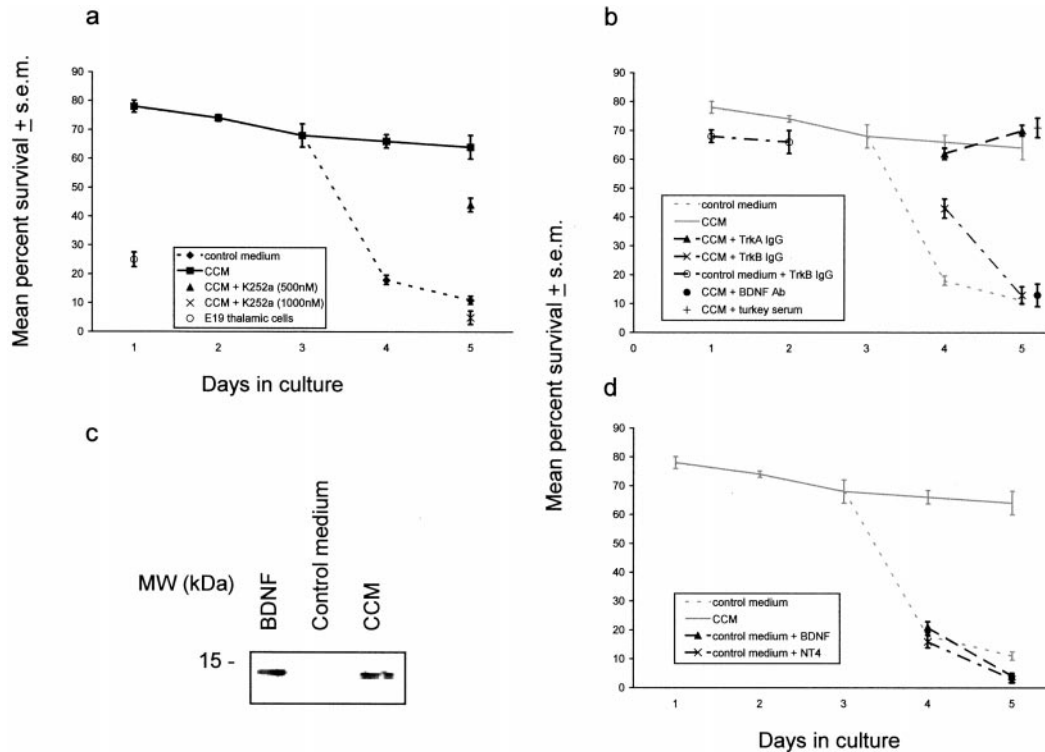 a
Mean percent survival ± s.e.m.
90
80
70
60
50
40
30
20
10
0
control medium
CCM
CCM + K252a (500nM)
CCM + K252a (1000nM)
E19 thalamic cells
1 2 3 4 5
Days in culture
b
Mean percent survival ± s.e.m.
90
80
70
60
50
40
30
20
10
0
control medium
CCM
CCM + TrkA IgG
CCM + TrkB IgG
control medium + TrkB IgG
CCM + BDNF Ab
CCM + turkey serum
0 1 2 3 4 5
c
MW (kDa)
BDNF
Control medium
CCM
15 -
d
Mean percent survival ± s.e.m.
90
80
70
60
50
40
30
20
10
0
control medium
CCM
control medium + BDNF
control medium + NT4
1 2 3 4 5
Days in culture